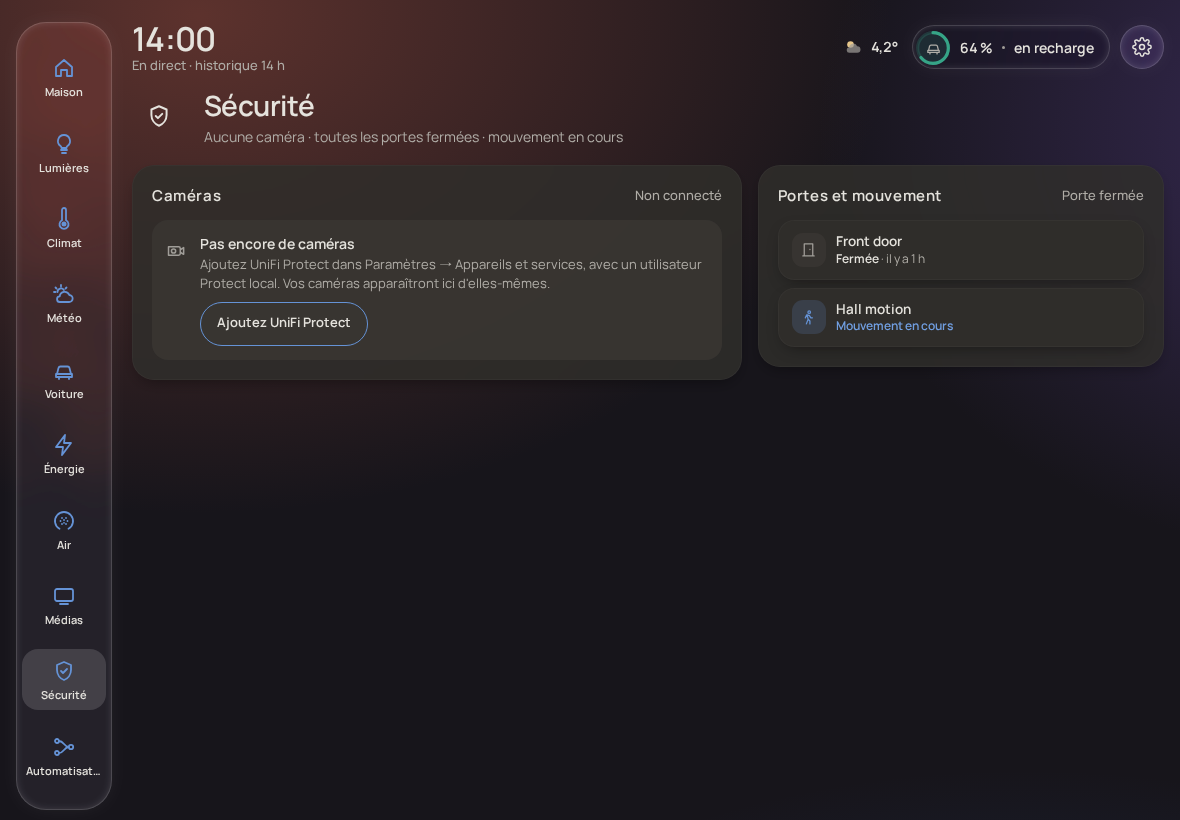 14:00
En direct · historique 14 h
4,2°
64 % · en recharge
Maison
Lumières
Climat
Météo
Voiture
Énergie
Air
Médias
Sécurité
Automatisat...
Sécurité
Aucune caméra · toutes les portes fermées · mouvement en cours
Caméras
Non connecté
Pas encore de caméras
Ajoutez UniFi Protect dans Paramètres → Appareils et services, avec un utilisateur
Protect local. Vos caméras apparaîtront ici d'elles-mêmes.
Ajoutez UniFi Protect
Portes et mouvement
Porte fermée
Front door
Fermée · il y a 1 h
Hall motion
Mouvement en cours